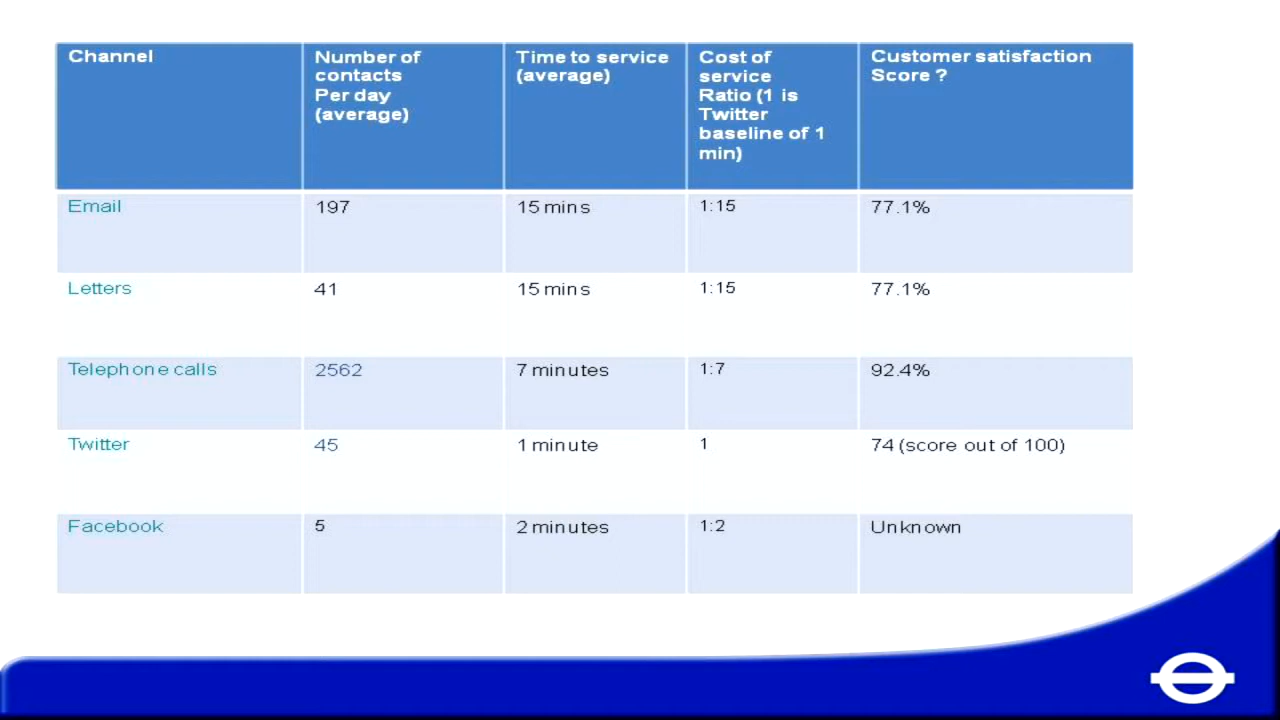 Channel
Number of
contacts
Per day
(average)
Time to service
(average)
Cost of
service
Ratio (1 is
Twitter
baseline of 1
min)
Customer satisfaction
Score ?
Email 197 15 mins 1:15 77.1%
Letters 41 15 mins 1:15 77.1%
Telephone calls 2562 7 minutes 1:7 92.4%
Twitter 45 1 minute 1 74 (score out of 100)
Facebook 5 2 minutes 1:2 Unknown